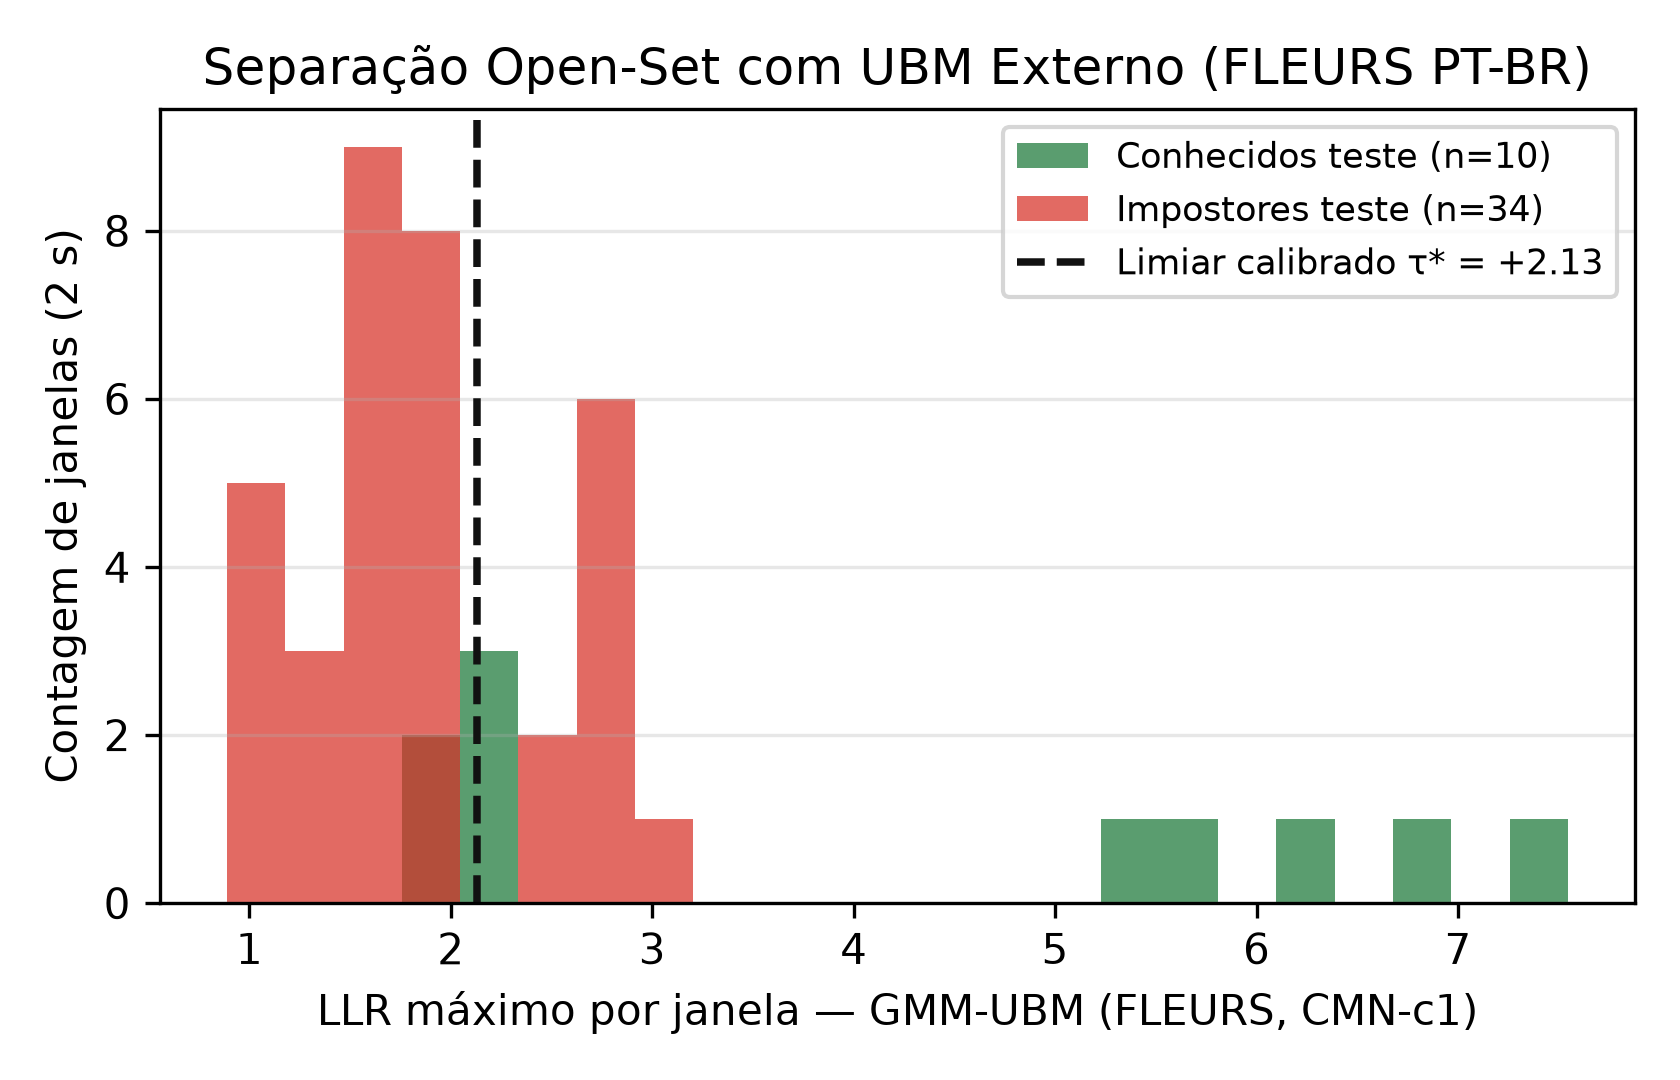 Separação Open-Set com UBM Externo (FLEURS PT-BR)
Conhecidos teste (n=10)
Impostores teste (n=34)
Limiar calibrado τ* = +2.13
Contagem de janelas (2 s)
8
6
4
2
0
1 2 3 4 5 6 7
LLR máximo por janela — GMM-UBM (FLEURS, CMN-c1)